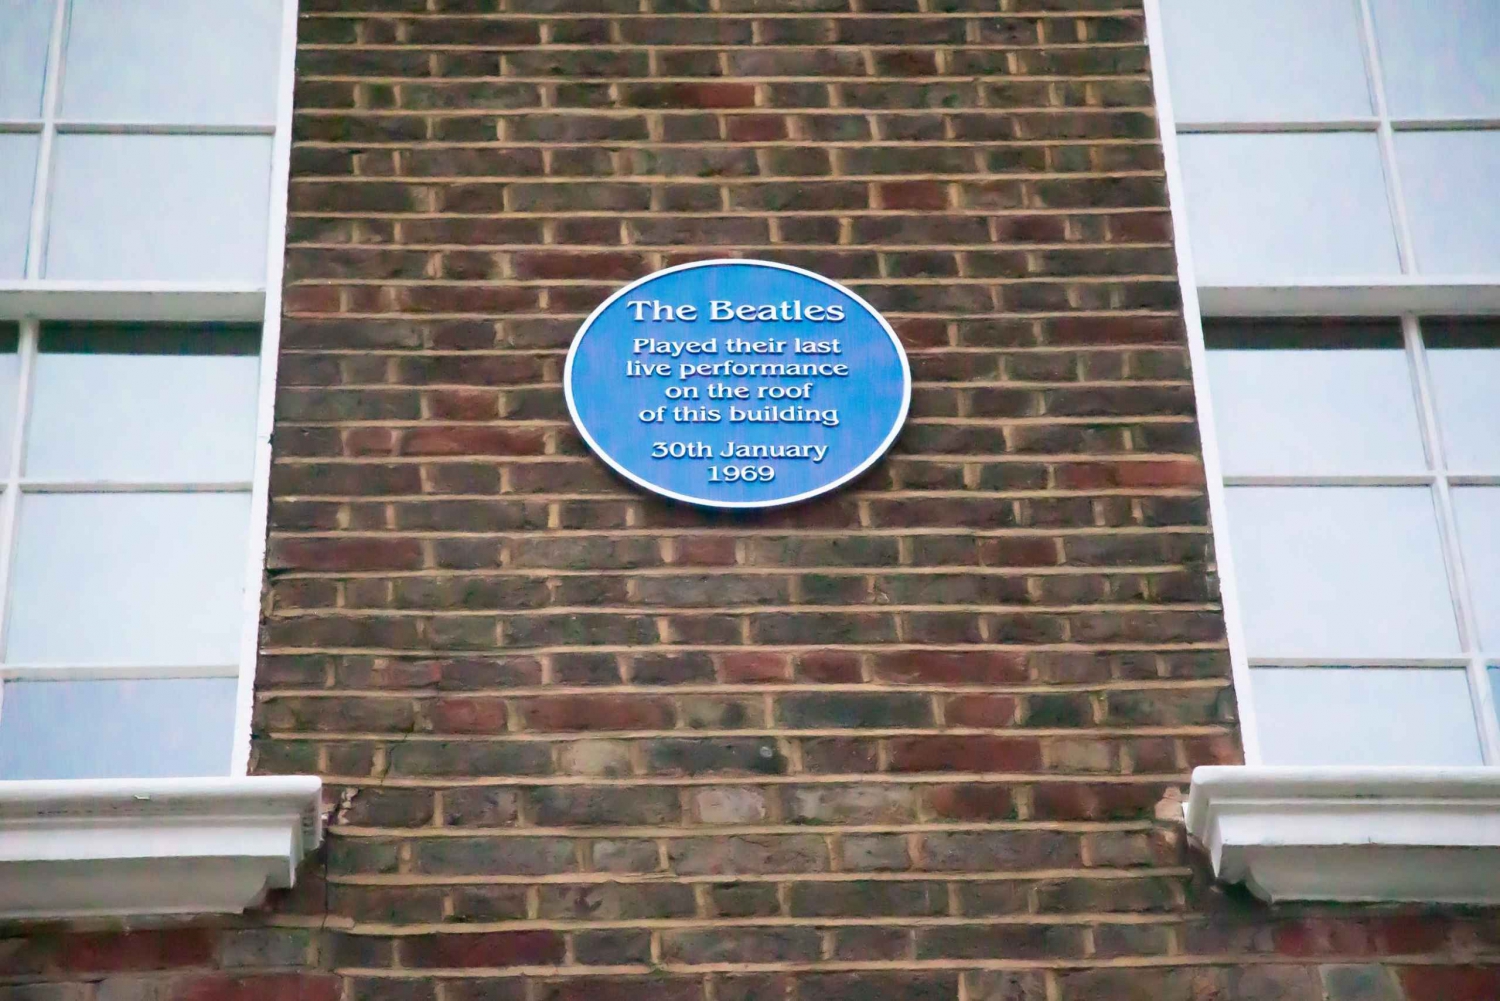 The Beatles
Played their last
live performance
on the roof
of this building
30th January
1969